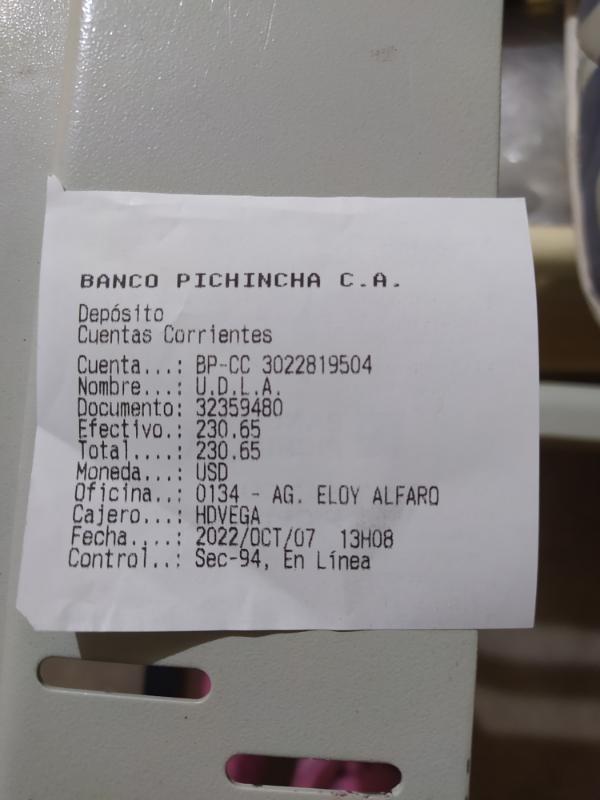 BANCO PICHINCHA C.A.
Depósito
Cuentas Corrientes
Cuenta...: BP-CC 3022819504
Nombre...: U.D.L.A.
Documento: 32359480
Efectivo.: 230.65
Total....: 230.65
Moneda...: USD
Oficina..: 0134 - AG. ELOY ALFARO
Cajero...: HDVEGA
Fecha....: 2022/OCT/07 13H08
Control..: Sec-94, En Línea